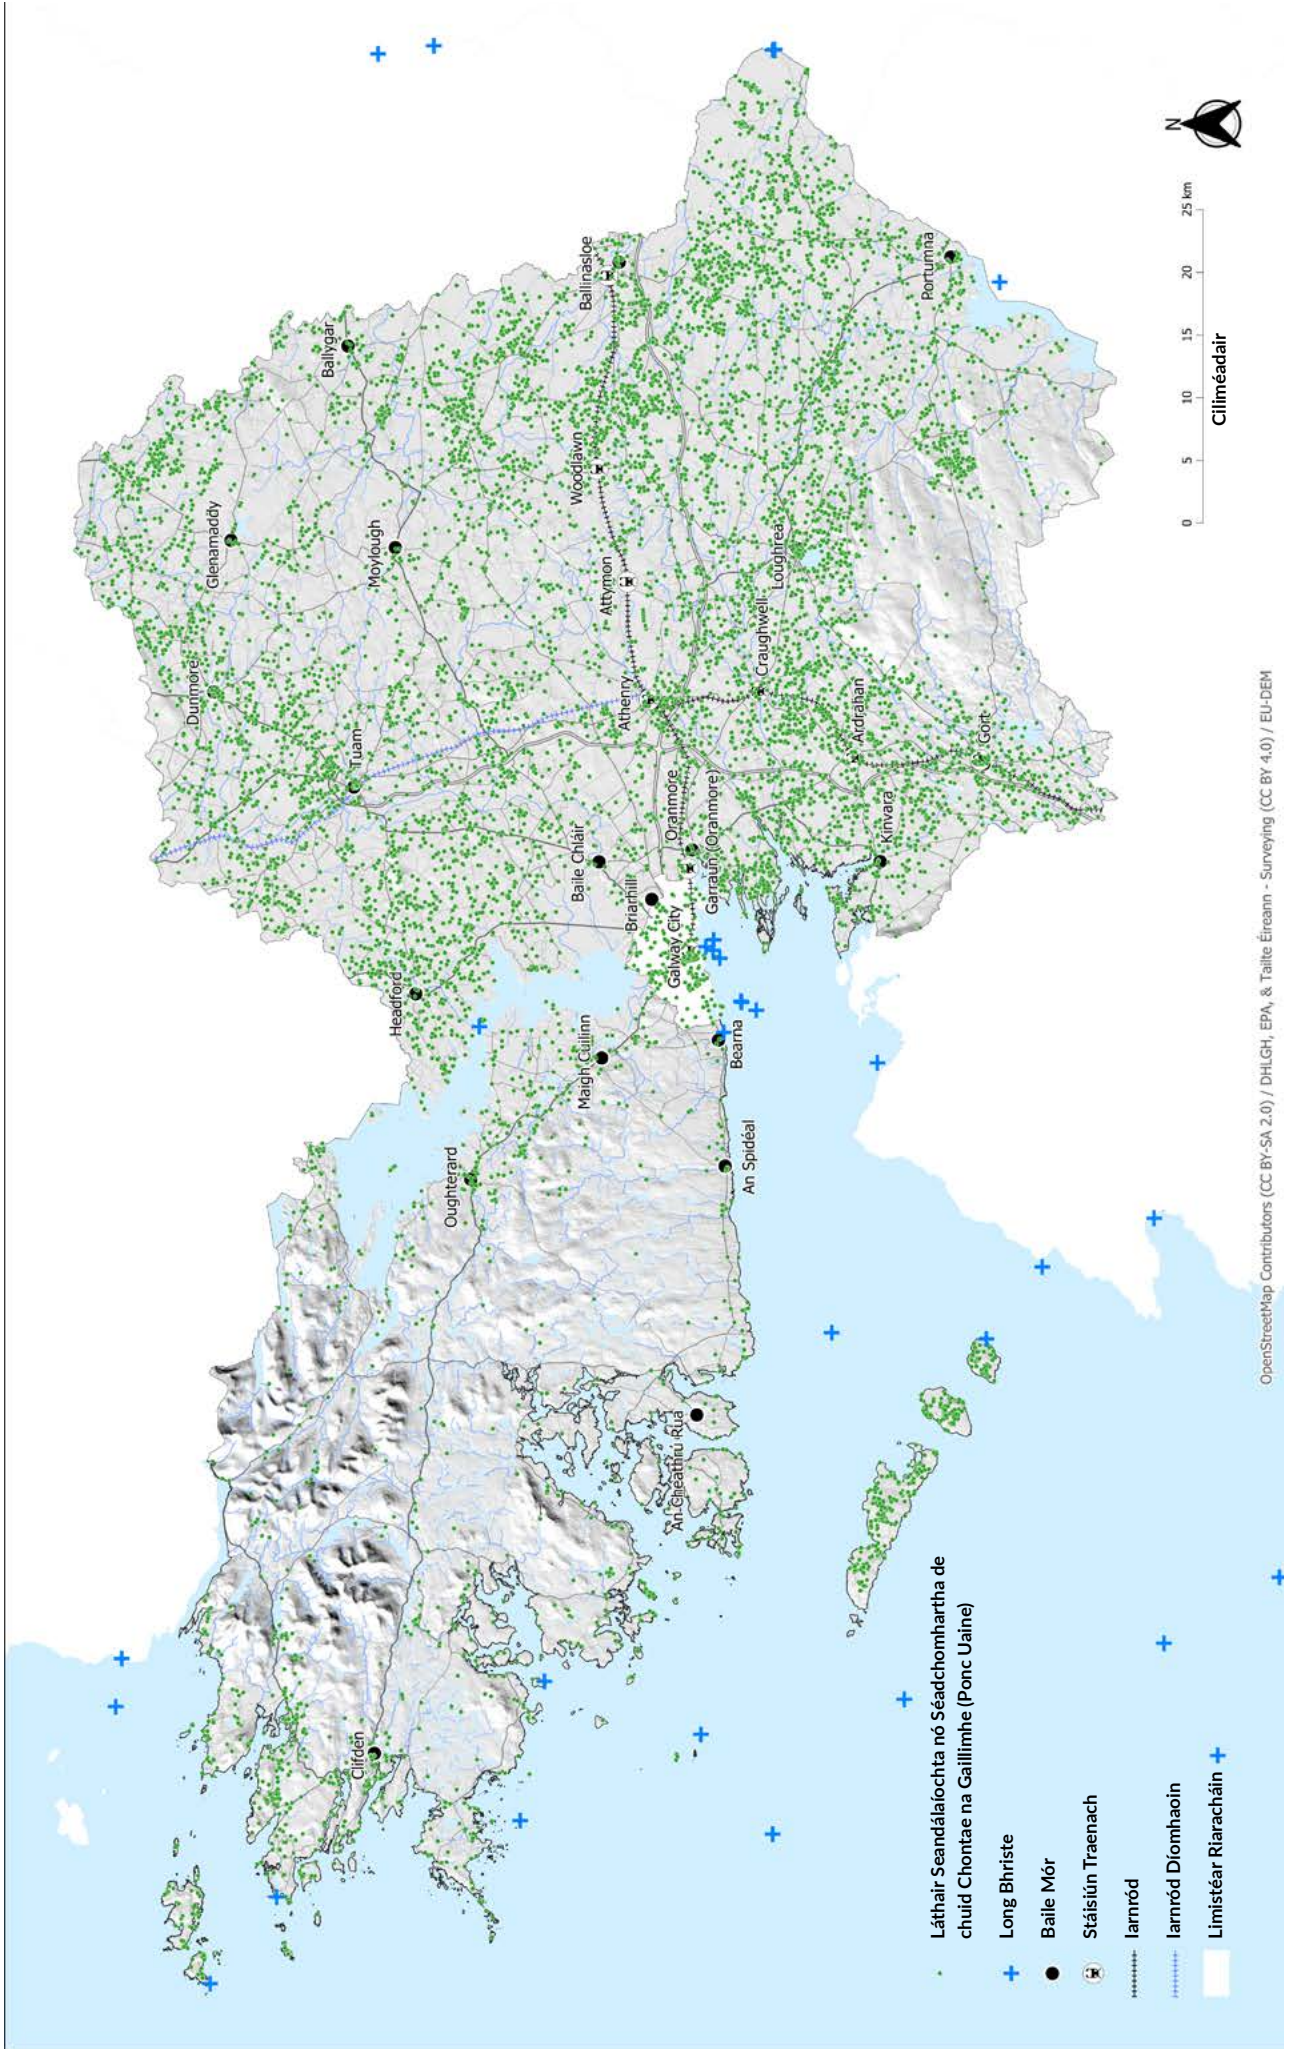 Clifden
Oughterard
Headford
Tuam
Dunmore
Glenamaddy
Moylough
Ballygar
Maigh Cuilinn
Baile Chláir
Briarhill
Galway City
Oranmore
Garraun (Oranmore)
Athenry
Attymon
Woodlawn
Ballinasloe
An Cheathrú Rua
An Spidéal
Bearna
Craughwell
Loughrea
Ardrahan
Kinvara
Gort
Portumna
N
Láthair Seandálaíochta nó Séadchomhartha de
chuid Chontae na Gaillimhe (Ponc Uaine)
Long Bhriste
Baile Mór
Stáisiún Traenach
Iarnród
Iarnród Díomhaoin
Limistéar Riaracháin
0 5 10 15 20 25 km
Ciliméadair
OpenStreetMap Contributors (CC BY-SA 2.0) / DHLGH, EPA, & Tailte Éireann - Surveying (CC BY 4.0) / EU-DEM